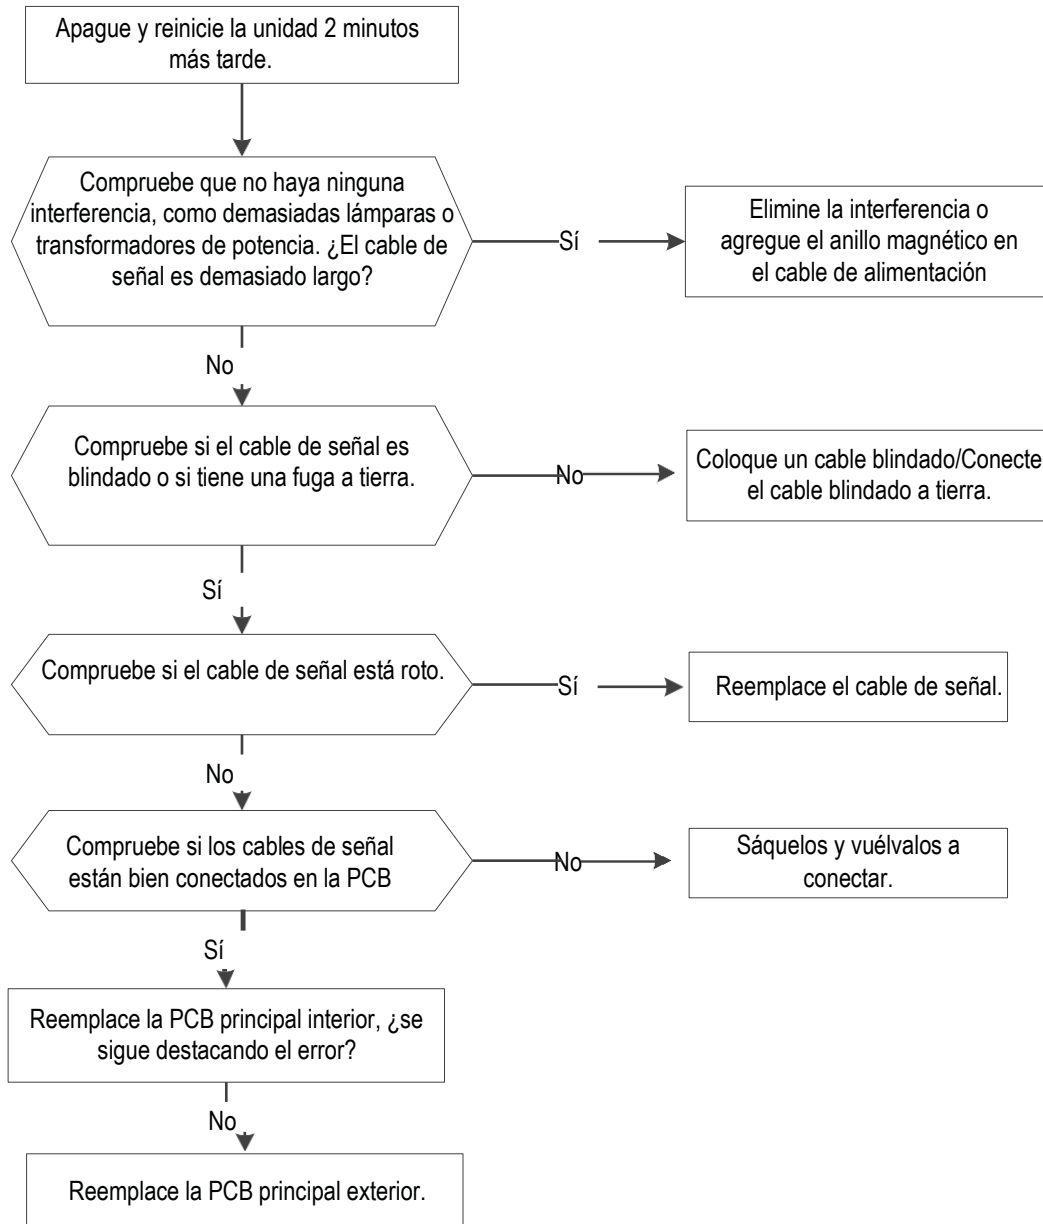 Apague y reinicie la unidad 2 minutos
más tarde.
Compruebe que no haya ninguna
interferencia, como demasiadas lámparas o
transformadores de potencia. ¿El cable de
señal es demasiado largo?
Sí
Elimine la interferencia o
agregue el anillo magnético en
el cable de alimentación
No
Compruebe si el cable de señal es
blindado o si tiene una fuga a tierra.
No
Coloque un cable blindado/Conecte
el cable blindado a tierra.
Sí
Compruebe si el cable de señal está roto.
Sí
Reemplace el cable de señal.
No
Compruebe si los cables de señal
están bien conectados en la PCB
No
Sáquelos y vuélvalos a
conectar.
Sí
Reemplace la PCB principal interior, ¿se
sigue destacando el error?
No
Reemplace la PCB principal exterior.